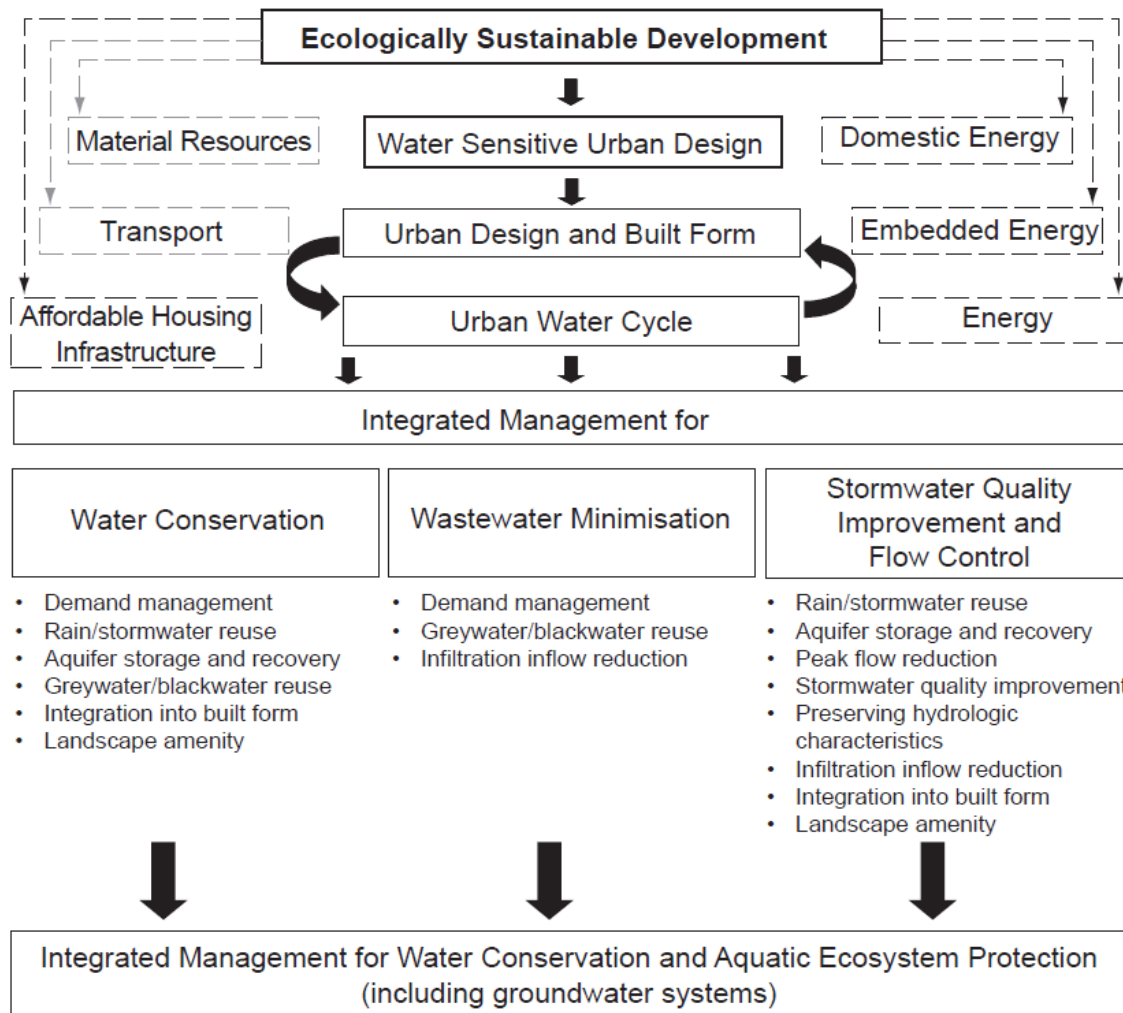 Ecologically Sustainable Development
Material Resources
Water Sensitive Urban Design
Domestic Energy
Transport
Urban Design and Built Form
Embedded Energy
Affordable Housing
Infrastructure
Urban Water Cycle
Energy
Integrated Management for
Water Conservation
• Demand management
• Rain/stormwater reuse
• Aquifer storage and recovery
• Greywater/blackwater reuse
• Integration into built form
• Landscape amenity
Wastewater Minimisation
• Demand management
• Greywater/blackwater reuse
• Infiltration inflow reduction
Stormwater Quality
Improvement and
Flow Control
• Rain/stormwater reuse
• Aquifer storage and recovery
• Peak flow reduction
• Stormwater quality improvement
• Preserving hydrologic
characteristics
• Infiltration inflow reduction
• Integration into built form
• Landscape amenity
Integrated Management for Water Conservation and Aquatic Ecosystem Protection
(including groundwater systems)